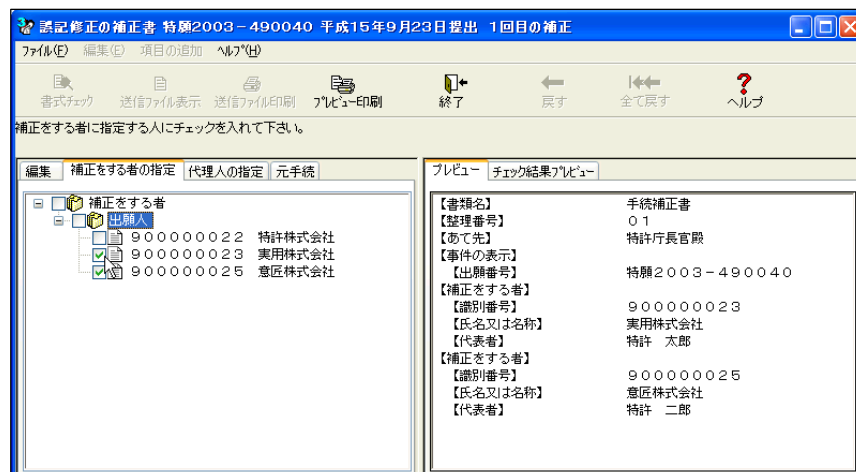 誤記修正の補正書 特願2003-490040 平成15年9月23日提出 1回目の補正
ファイル(F) 編集(E) 項目の追加 ヘルプ(H)
書式チェック 送信ファイル表示 送信ファイル印刷 プレビュー印刷 終了 戻す 全て戻す ヘルプ
補正をする者に指定する人にチェックを入れて下さい。
編集 補正をする者の指定 代理人の指定 元手続
補正をする者
出願人
900000022 特許株式会社
900000023 実用株式会社
900000025 意匠株式会社
プレビュー チェック結果プレビュー
【書類名】 手続補正書
【整理番号】 01
【あて先】 特許庁長官殿
【事件の表示】
【出願番号】 特願2003-490040
【補正をする者】
【識別番号】 900000023
【氏名又は名称】 実用株式会社
【代表者】 特許 太郎
【補正をする者】
【識別番号】 900000025
【氏名又は名称】 意匠株式会社
【代表者】 特許 二郎